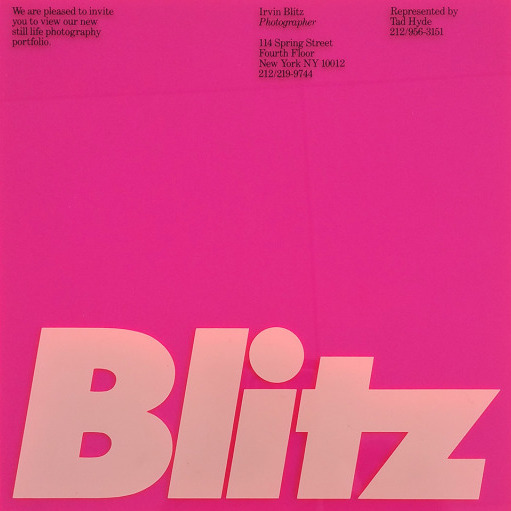 We are pleased to invite
you to view our new
still life photography
portfolio.
Irvin Blitz
Photographer
114 Spring Street
Fourth Floor
New York NY 10012
212/219-9744
Represented by
Tad Hyde
212/956-3151
Blitz